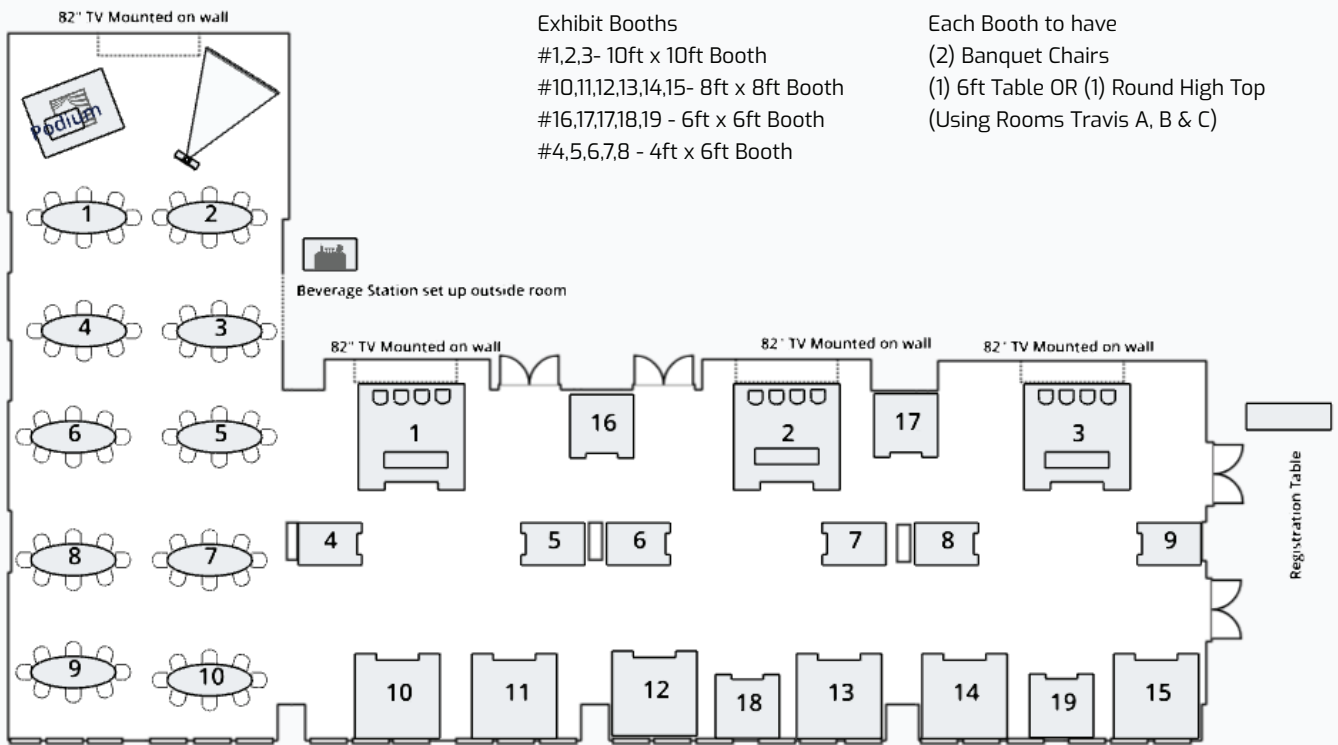 82" TV Mounted on wall
Exhibit Booths
#1,2,3- 10ft x 10ft Booth
#10,11,12,13,14,15- 8ft x 8ft Booth
#16,17,17,18,19 - 6ft x 6ft Booth
#4,5,6,7,8 - 4ft x 6ft Booth
Each Booth to have
(2) Banquet Chairs
(1) 6ft Table OR (1) Round High Top
(Using Rooms Travis A, B & C)
Podium
1
2
4
3
6
5
8
7
9
10
Beverage Station set up outside room
82" TV Mounted on wall
82" TV Mounted on wall
82" TV Mounted on wall
1
16
2
17
3
4
5
6
7
8
9
Registration Table
10
11
12
18
13
14
19
15